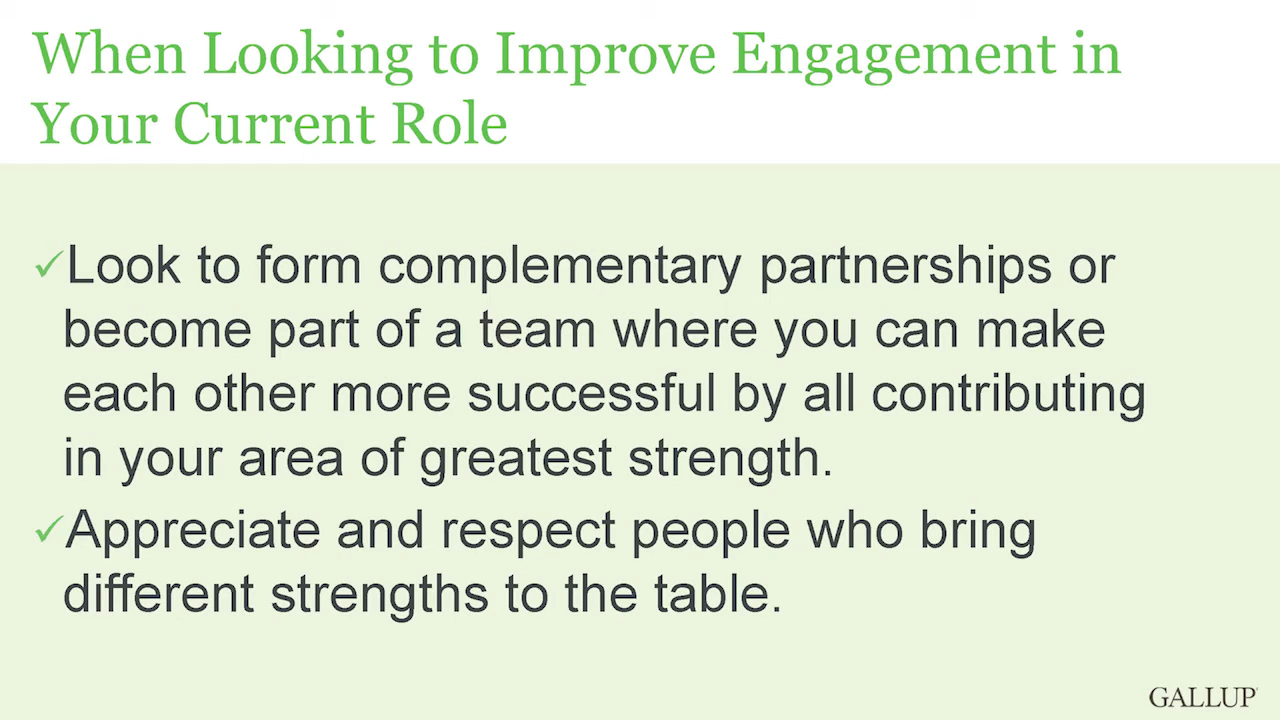 When Looking to Improve Engagement in
Your Current Role
✓Look to form complementary partnerships or
become part of a team where you can make
each other more successful by all contributing
in your area of greatest strength.
✓Appreciate and respect people who bring
different strengths to the table.
GALLUP